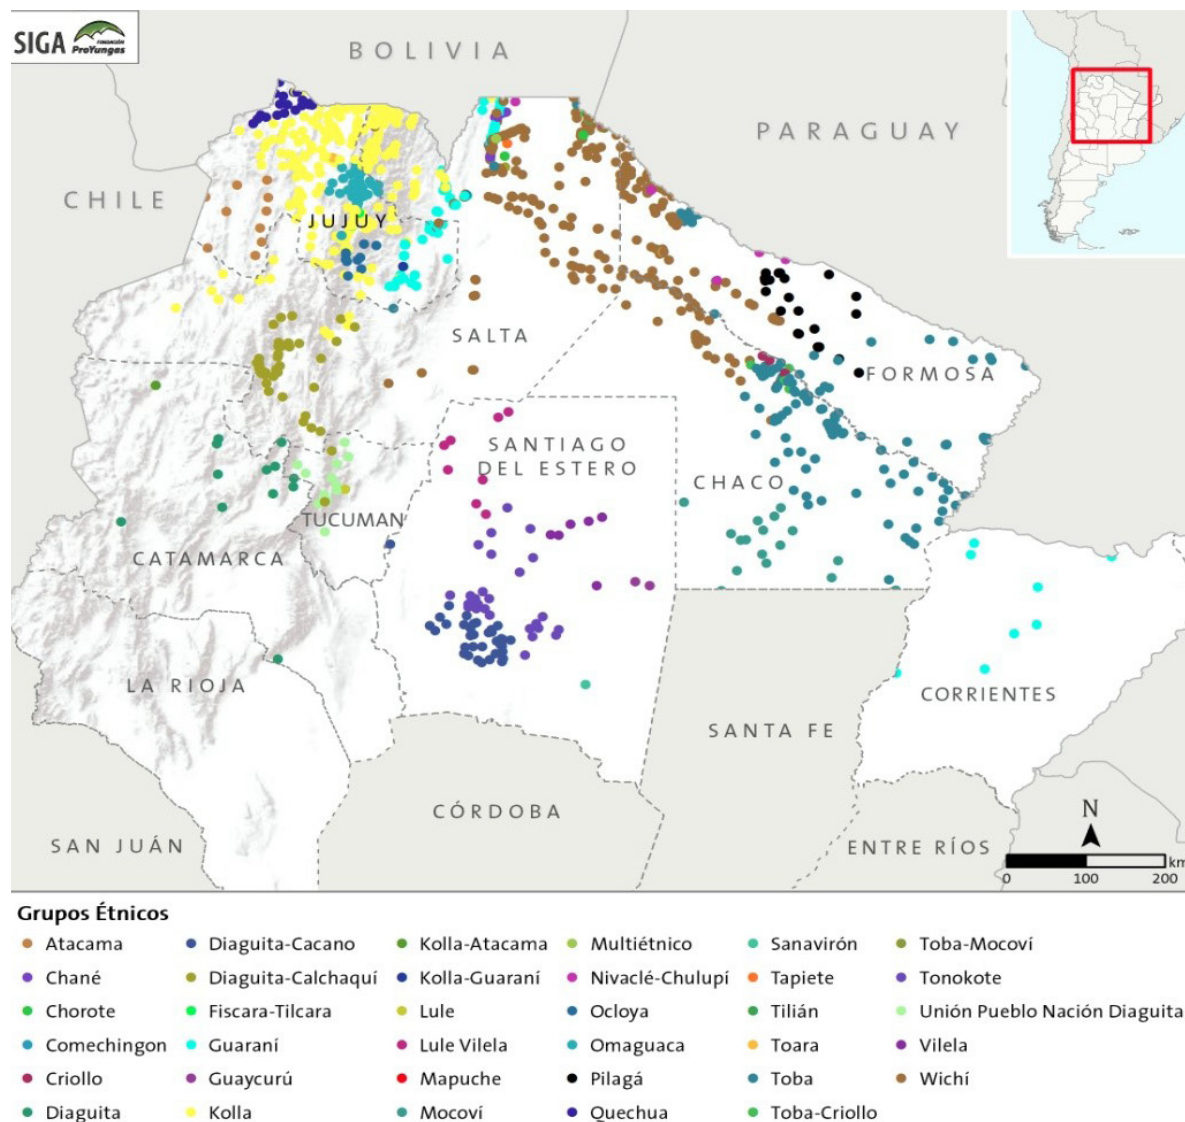 SIGA FUNDACIÓN ProYungas
BOLIVIA
PARAGUAY
CHILE
JUJUY
SALTA
FORMOSA
SANTIAGO
DEL ESTERO
CHACO
TUCUMAN
CATAMARCA
LA RIOJA
CORRIENTES
SANTA FE
CÓRDOBA
SAN JUÁN
ENTRE RÍOS
N
km
0 100 200
Grupos Étnicos
Atacama Diaguita-Cacano Kolla-Atacama Multiétnico Sanavirón Toba-Mocoví
Chané Diaguita-Calchaquí Kolla-Guaraní Nivaclé-Chulupí Tapiete Tonokote
Chorote Fiscara-Tilcara Lule Ocloya Tilián Unión Pueblo Nación Diaguita
Comechingon Guaraní Lule Vilela Omaguaca Toara Vilela
Criollo Guaycurú Mapuche Pilagá Toba Wichí
Diaguita Kolla Mocoví Quechua Toba-Criollo